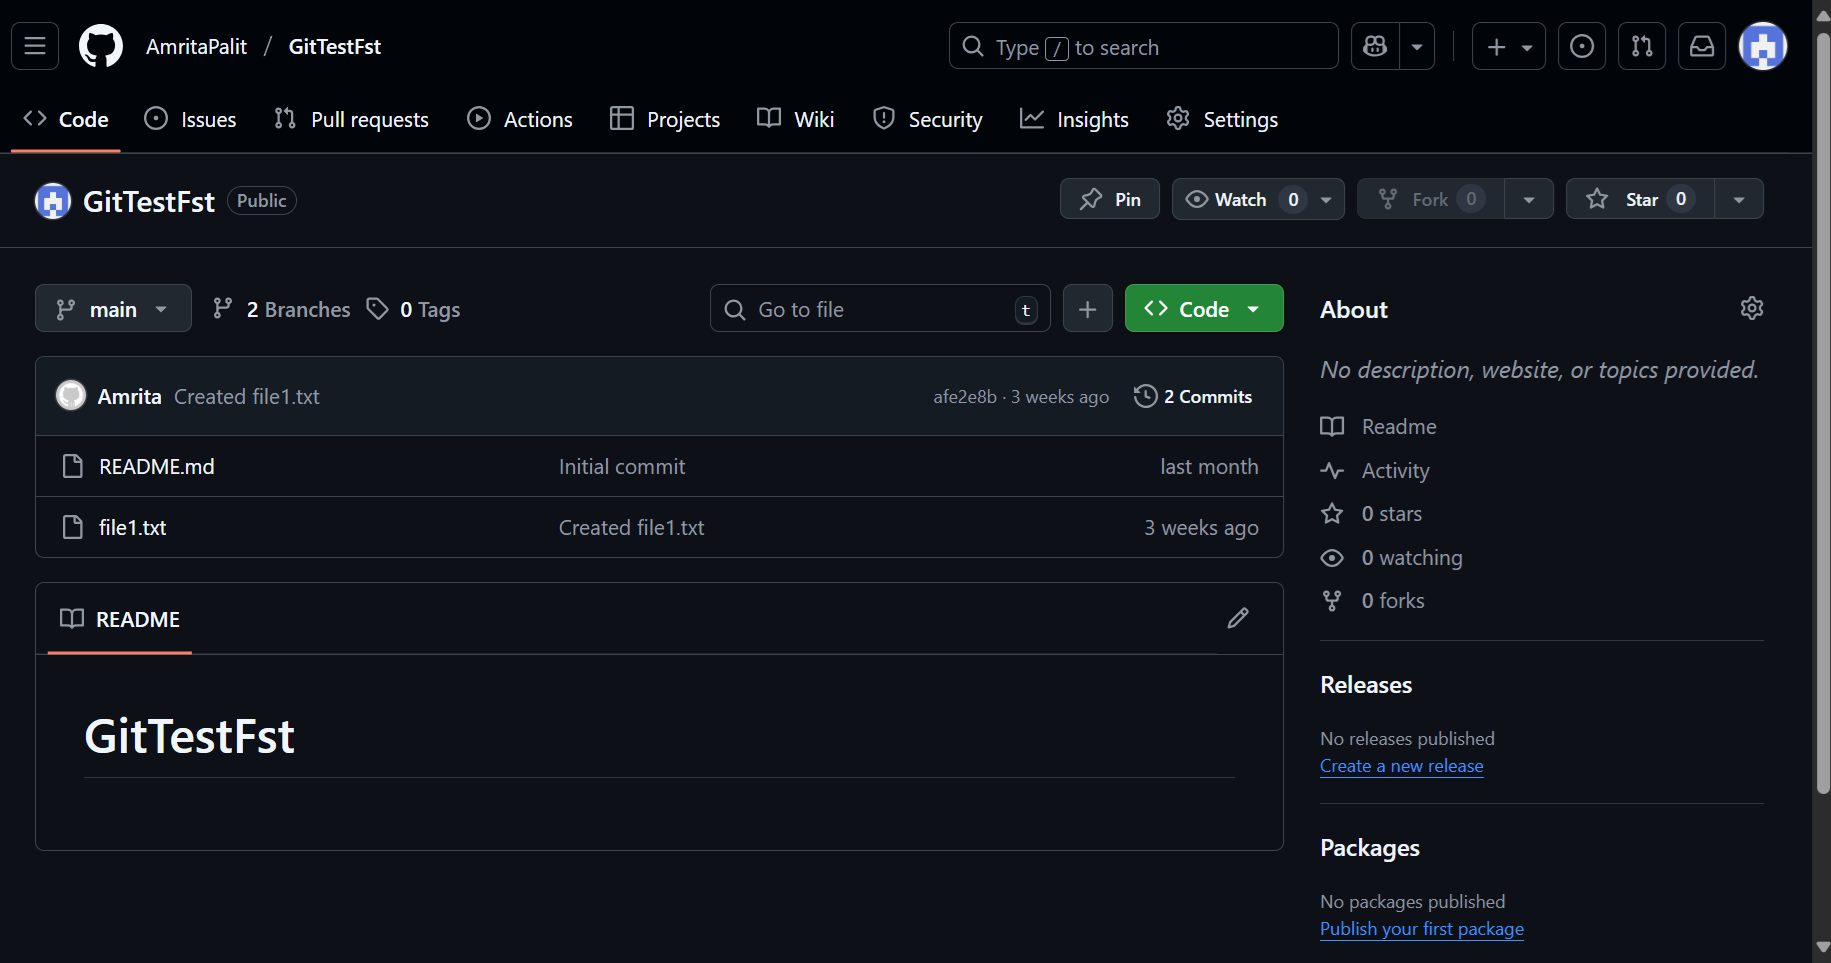 AmritaPalit / GitTestFst
Type / to search
Code Issues Pull requests Actions Projects Wiki Security Insights Settings
GitTestFst Public
Pin Watch 0 Fork 0 Star 0
main 2 Branches 0 Tags
Go to file t
Code
Amrita Created file1.txt afe2e8b · 3 weeks ago 2 Commits
README.md Initial commit last month
file1.txt Created file1.txt 3 weeks ago
README
GitTestFst
About
No description, website, or topics provided.
Readme
Activity
0 stars
0 watching
0 forks
Releases
No releases published
Create a new release
Packages
No packages published
Publish your first package